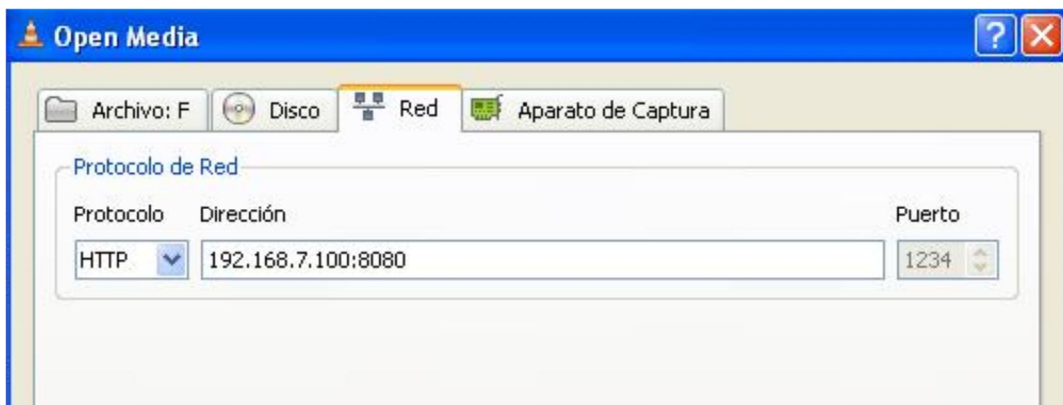 Open Media
Archivo: F Disco Red Aparato de Captura
Protocolo de Red
Protocolo Dirección Puerto
HTTP 192.168.7.100:8080 1234